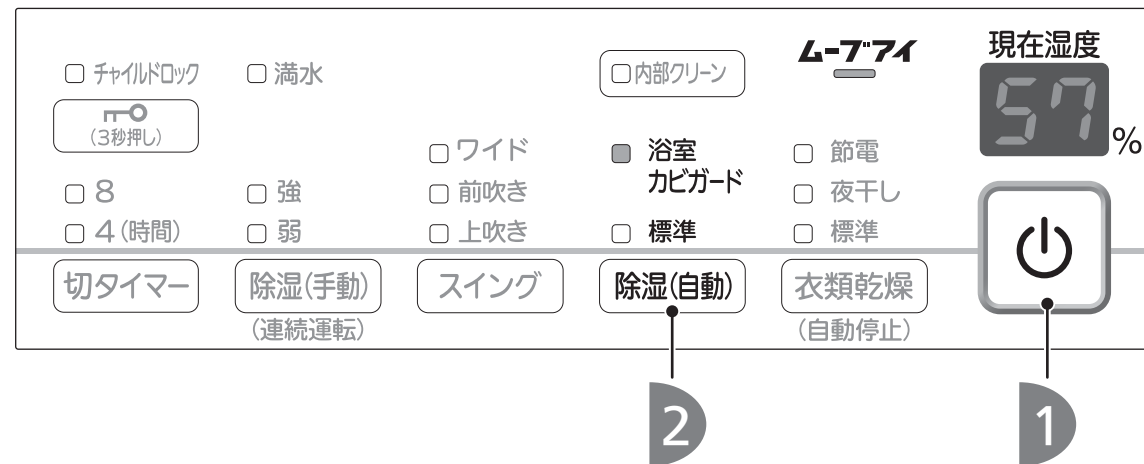 チャイルドロック
満水
内部クリーン
ムーブアイ
現在湿度
(3秒押し)
57%
ワイド
浴室
カビガード
節電
8
強
前吹き
夜干し
4(時間)
弱
上吹き
標準
標準
切タイマー
除湿(手動)
スイング
除湿(自動)
衣類乾燥
(連続運転)
(自動停止)
2
1